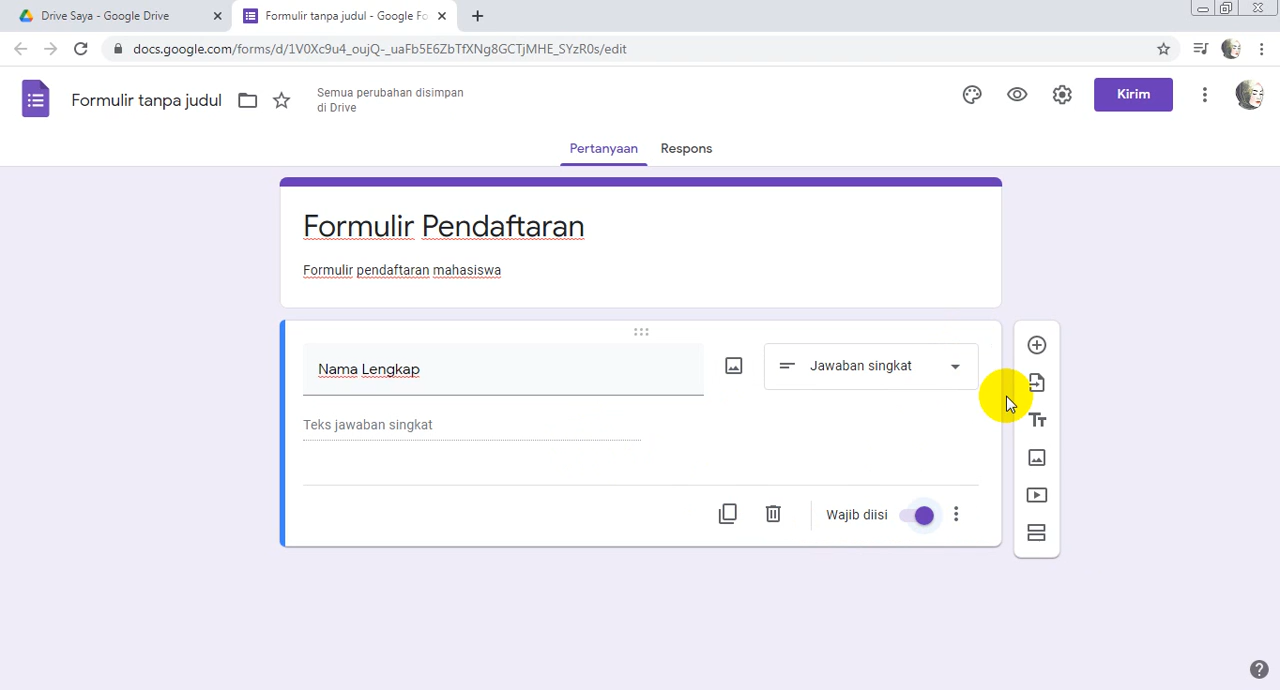 Drive Saya - Google Drive
Formulir tanpa judul - Google Fo
docs.google.com/forms/d/1V0Xc9u4_oujQ-_uaFb5E6ZbTfXNg8GCTjMHE_SYzR0s/edit
Formulir tanpa judul
Semua perubahan disimpan
di Drive
Kirim
Pertanyaan
Respons
Formulir Pendaftaran
Formulir pendaftaran mahasiswa
Nama Lengkap
Jawaban singkat
Teks jawaban singkat
Wajib diisi